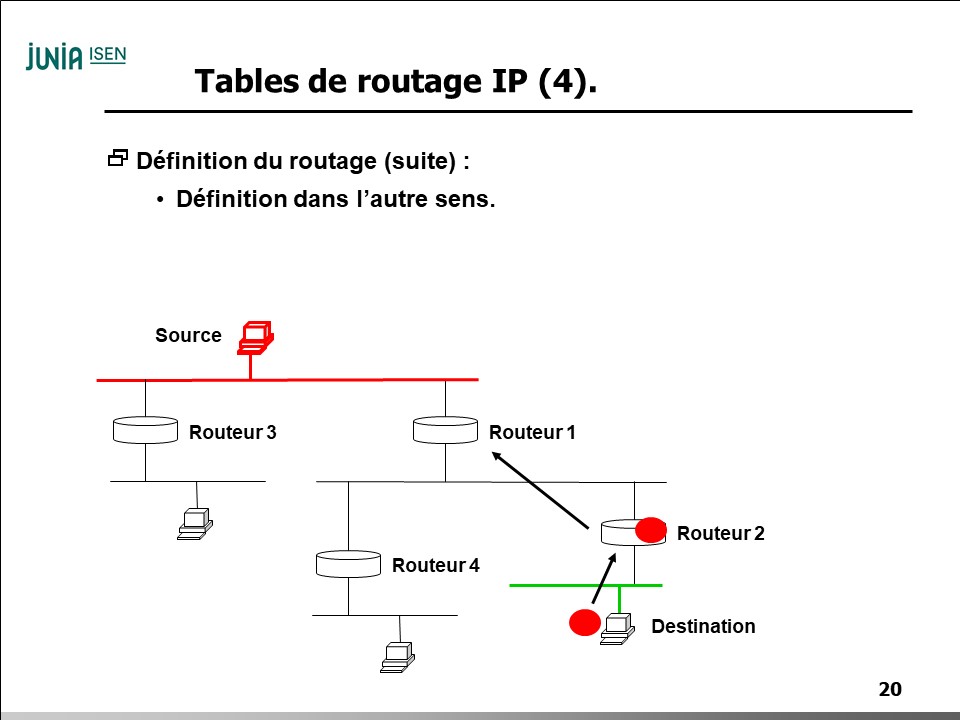 JUNIA ISEN
Tables de routage IP (4).
Définition du routage (suite) :
• Définition dans l’autre sens.
Source
Routeur 3
Routeur 1
Routeur 2
Routeur 4
Destination
20